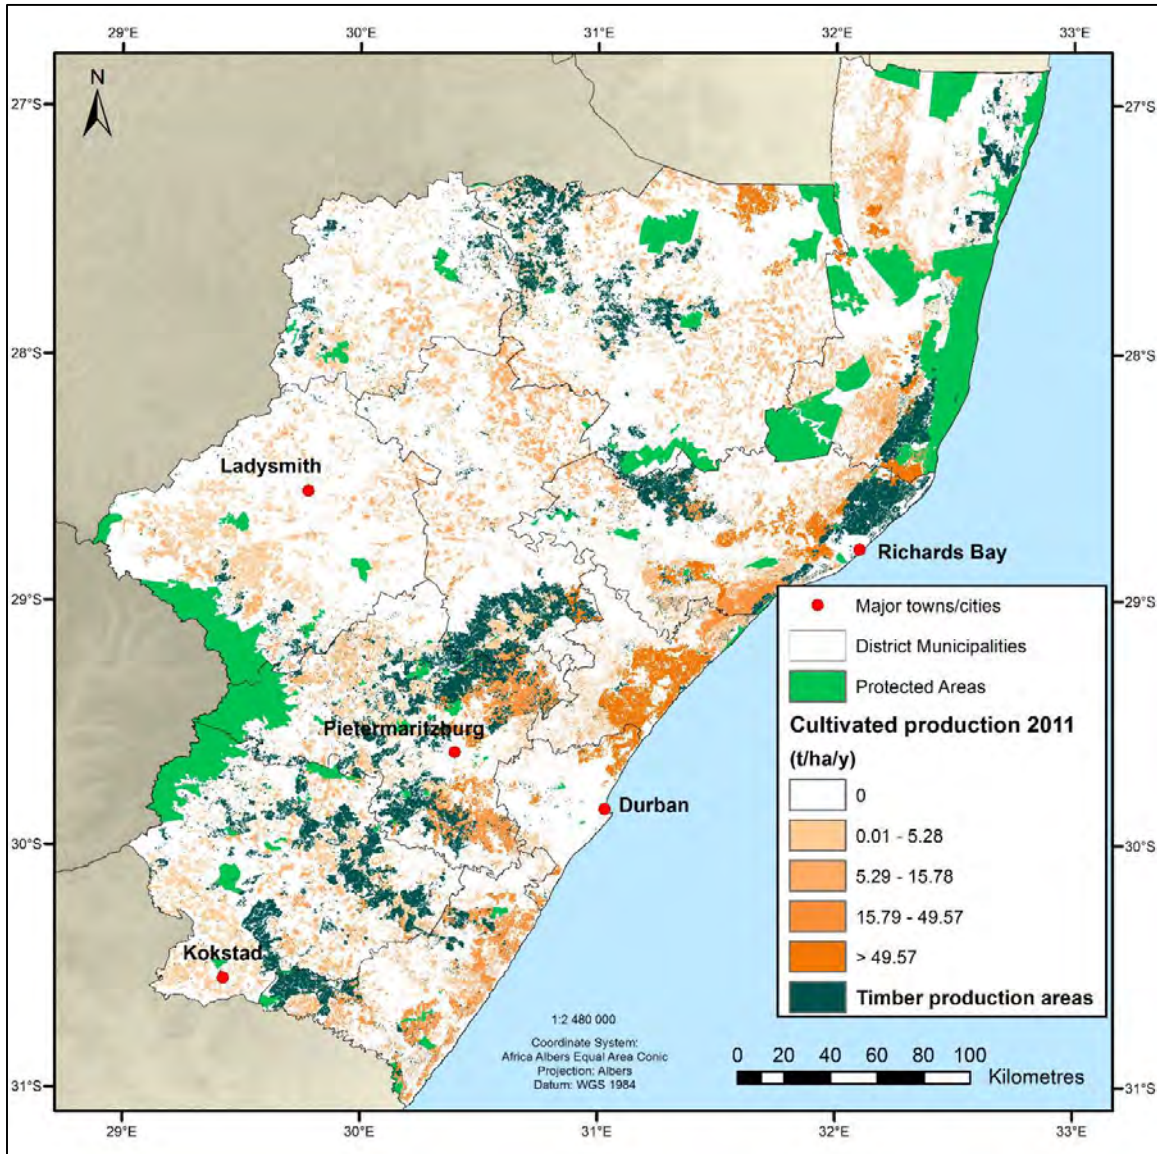 29°E 30°E 31°E 32°E 33°E
N
27°S 27°S
28°S 28°S
Ladysmith
Richards Bay
29°S 29°S
Major towns/cities
District Municipalities
Protected Areas
Cultivated production 2011
(t/ha/y)
0
0.01 - 5.28
5.29 - 15.78
15.79 - 49.57
> 49.57
Timber production areas
Pietermaritzburg
Durban
30°S 30°S
Kokstad
1:2 480 000
Coordinate System:
Africa Albers Equal Area Conic
Projection: Albers
Datum: WGS 1984
0 20 40 60 80 100
Kilometres
31°S 31°S
29°E 30°E 31°E 32°E 33°E